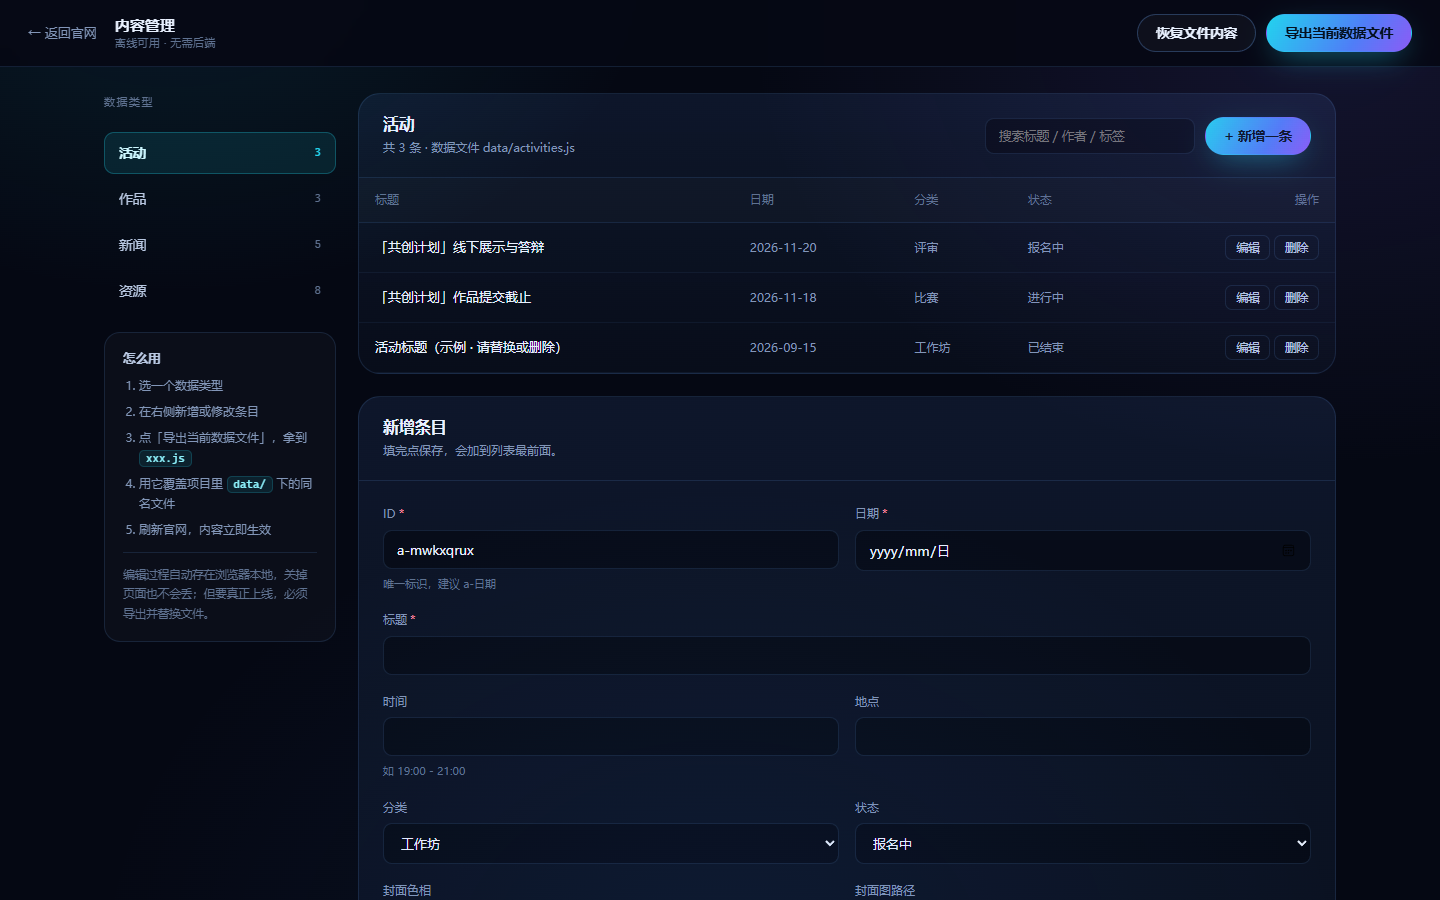 ← 返回官网
内容管理
离线可用 · 无需后端
恢复文件内容
导出当前数据文件
数据类型
活动 3
作品 3
新闻 5
资源 8
怎么用
1. 选一个数据类型
2. 在右侧新增或修改条目
3. 点「导出当前数据文件」，拿到
xxx.js
4. 用它覆盖项目里 data/ 下的同
名文件
5. 刷新官网，内容立即生效
编辑过程自动存在浏览器本地，关掉
页面也不会丢；但要真正上线，必须
导出并替换文件。
活动
共 3 条 · 数据文件 data/activities.js
搜索标题 / 作者 / 标签
+ 新增一条
标题 日期 分类 状态 操作
「共创计划」线下展示与答辩 2026-11-20 评审 报名中 编辑 删除
「共创计划」作品提交截止 2026-11-18 比赛 进行中 编辑 删除
活动标题（示例 · 请替换或删除） 2026-09-15 工作坊 已结束 编辑 删除
新增条目
填完点保存，会加到列表最前面。
ID *
a-mwkxqrux
唯一标识，建议 a-日期
日期 *
yyyy/mm/日
标题 *
时间
如 19:00 - 21:00
地点
分类
工作坊
状态
报名中
封面色相
封面图路径